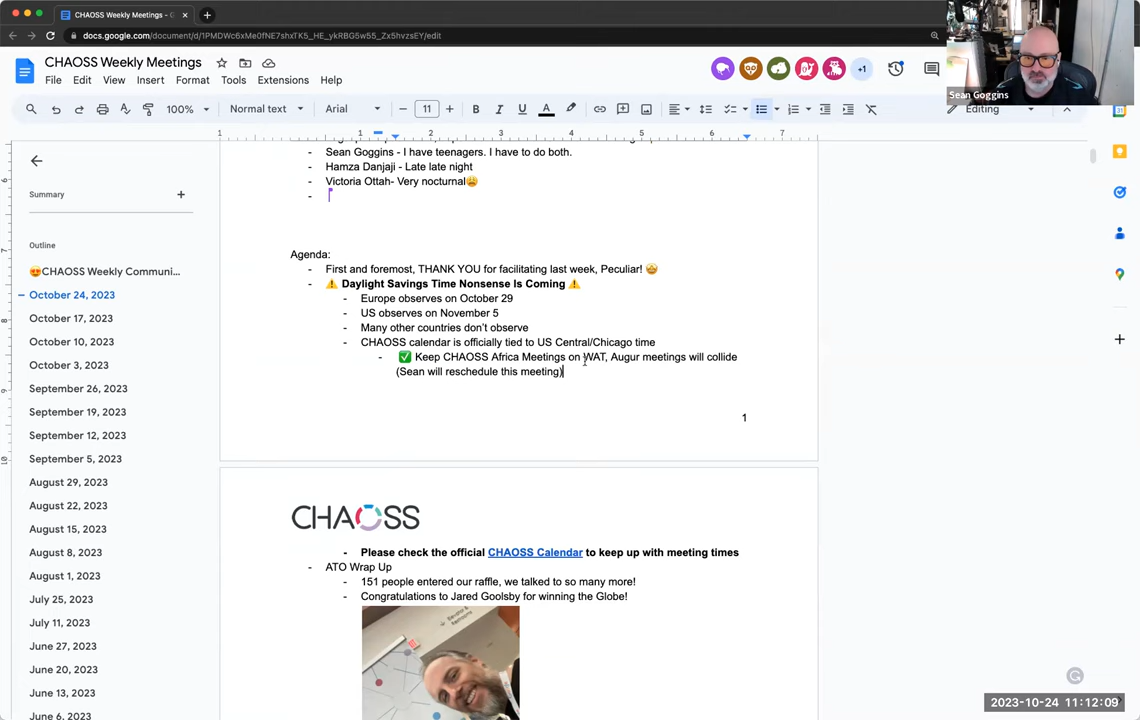 CHAOSS Weekly Meetings - G
docs.google.com/document/d/1PMDWc6xMe0fNE7shxTK5_HE_ykRBG5w55_Zx5hvzsEY/edit
CHAOSS Weekly Meetings
File Edit View Insert Format Tools Extensions Help
+1
Sean Goggins
100% Normal text Arial 11 B I U A Editing
1 1 2 3 4 5 6 7
Summary
Outline
😍CHAOSS Weekly Communi...
October 24, 2023
October 17, 2023
October 10, 2023
October 3, 2023
September 26, 2023
September 19, 2023
September 12, 2023
September 5, 2023
August 29, 2023
August 22, 2023
August 15, 2023
August 8, 2023
August 1, 2023
July 25, 2023
July 11, 2023
June 27, 2023
June 20, 2023
June 13, 2023
June 6, 2023
- Sean Goggins - I have teenagers. I have to do both.
- Hamza Danjaji - Late late night
- Victoria Ottah- Very nocturnal😩
-
Agenda:
- First and foremost, THANK YOU for facilitating last week, Peculiar! 🤩
- ⚠️ Daylight Savings Time Nonsense Is Coming ⚠️
- Europe observes on October 29
- US observes on November 5
- Many other countries don't observe
- CHAOSS calendar is officially tied to US Central/Chicago time
- ✅ Keep CHAOSS Africa Meetings on WAT, Augur meetings will collide
(Sean will reschedule this meeting)
1
CHAOSS
- Please check the official CHAOSS Calendar to keep up with meeting times
- ATO Wrap Up
- 151 people entered our raffle, we talked to so many more!
- Congratulations to Jared Goolsby for winning the Globe!
2023-10-24 11:12:09